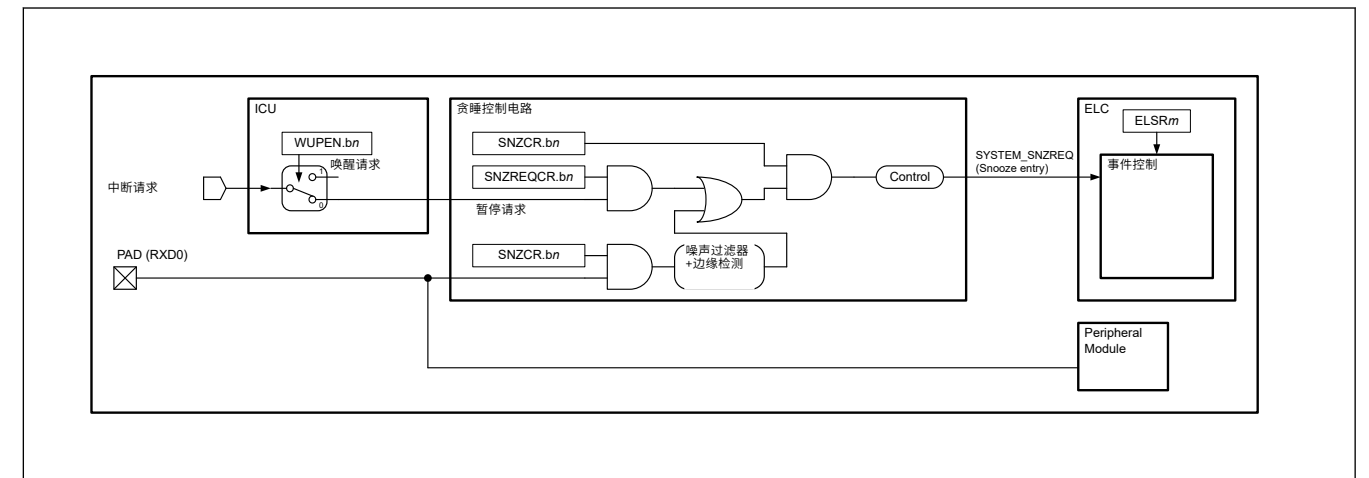 ICU
WUPEN.bn
1
唤醒请求
0
中断请求
PAD (RXD0)
贪睡控制电路
SNZCR.bn
SNZREQCR.bn
暂停请求
SNZCR.bn
噪声过滤器
+边缘检测
Control
SYSTEM_SNZREQ
(Snooze entry)
ELC
ELSRm
事件控制
Peripheral
Module